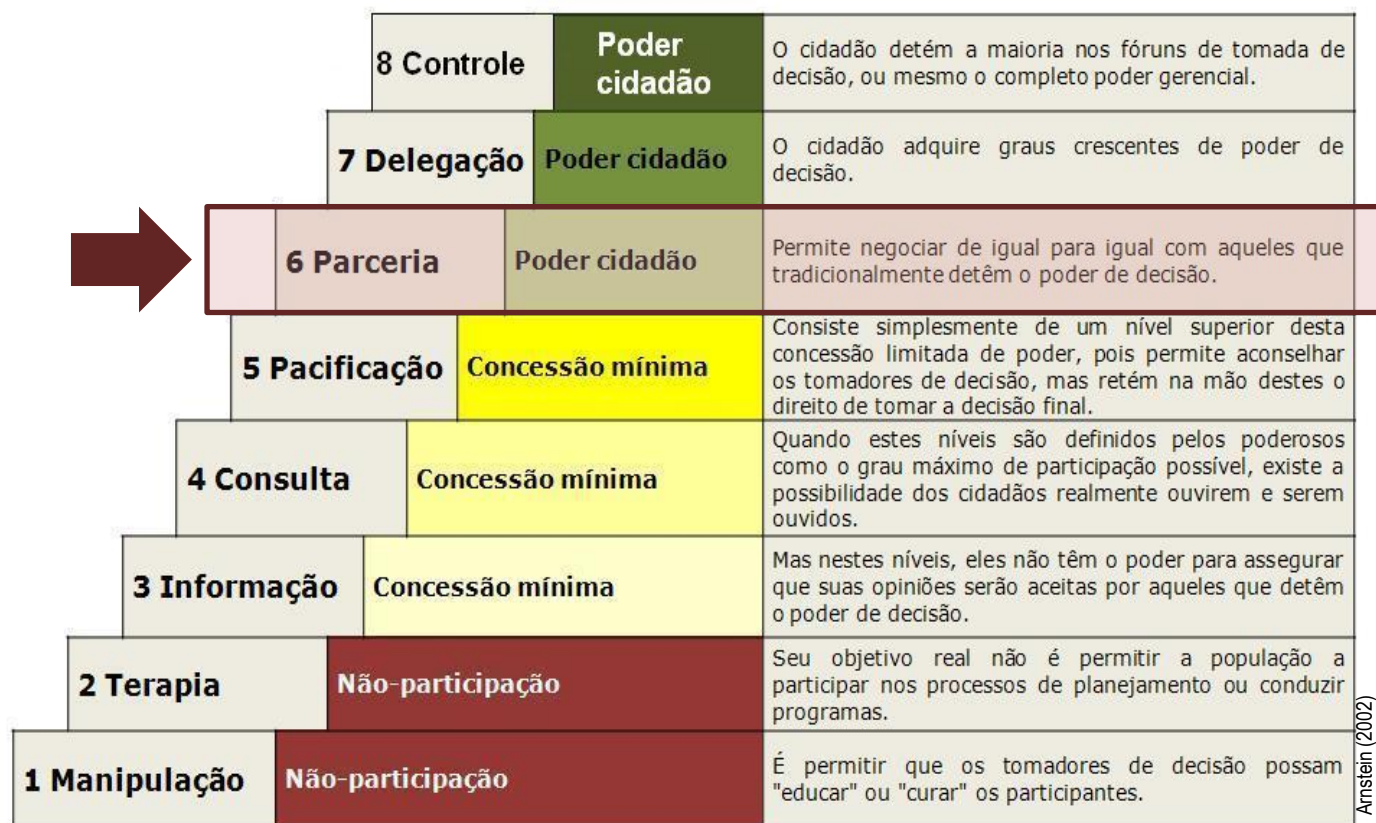 8 Controle
Poder
cidadão
O cidadão detém a maioria nos fóruns de tomada de
decisão, ou mesmo o completo poder gerencial.
7 Delegação
Poder cidadão
O cidadão adquire graus crescentes de poder de
decisão.
6 Parceria
Poder cidadão
Permite negociar de igual para igual com aqueles que
tradicionalmente detêm o poder de decisão.
5 Pacificação
Concessão mínima
Consiste simplesmente de um nível superior desta
concessão limitada de poder, pois permite aconselhar
os tomadores de decisão, mas retém na mão destes o
direito de tomar a decisão final.
4 Consulta
Concessão mínima
Quando estes níveis são definidos pelos poderosos
como o grau máximo de participação possível, existe a
possibilidade dos cidadãos realmente ouvirem e serem
ouvidos.
3 Informação
Concessão mínima
Mas nestes níveis, eles não têm o poder para assegurar
que suas opiniões serão aceitas por aqueles que detêm
o poder de decisão.
2 Terapia
Não-participação
Seu objetivo real não é permitir a população a
participar nos processos de planejamento ou conduzir
programas.
1 Manipulação
Não-participação
É permitir que os tomadores de decisão possam
"educar" ou "curar" os participantes.
Arnstein (2002)